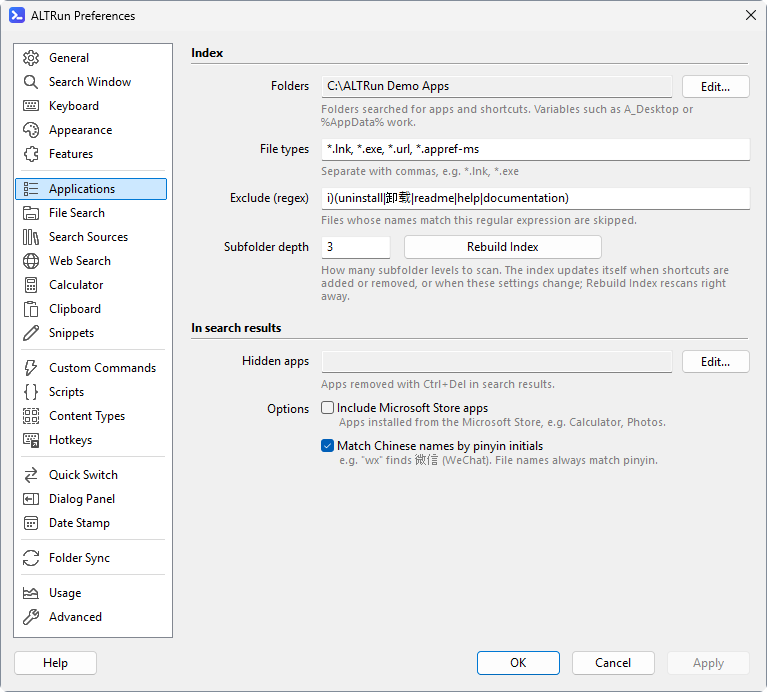 ALTRun Preferences
General
Search Window
Keyboard
Appearance
Features
Applications
File Search
Search Sources
Web Search
Calculator
Clipboard
Snippets
Custom Commands
Scripts
Content Types
Hotkeys
Quick Switch
Dialog Panel
Date Stamp
Folder Sync
Usage
Advanced
Index
Folders C:\ALTRun Demo Apps Edit...
Folders searched for apps and shortcuts. Variables such as A_Desktop or
%AppData% work.
File types *.lnk, *.exe, *.url, *.appref-ms
Separate with commas, e.g. *.lnk, *.exe
Exclude (regex) i)(uninstall|卸载|readme|help|documentation)
Files whose names match this regular expression are skipped.
Subfolder depth 3 Rebuild Index
How many subfolder levels to scan. The index updates itself when shortcuts are
added or removed, or when these settings change; Rebuild Index rescans right
away.
In search results
Hidden apps Edit...
Apps removed with Ctrl+Del in search results.
Options Include Microsoft Store apps
Apps installed from the Microsoft Store, e.g. Calculator, Photos.
Match Chinese names by pinyin initials
e.g. "wx" finds 微信 (WeChat). File names always match pinyin.
Help OK Cancel Apply